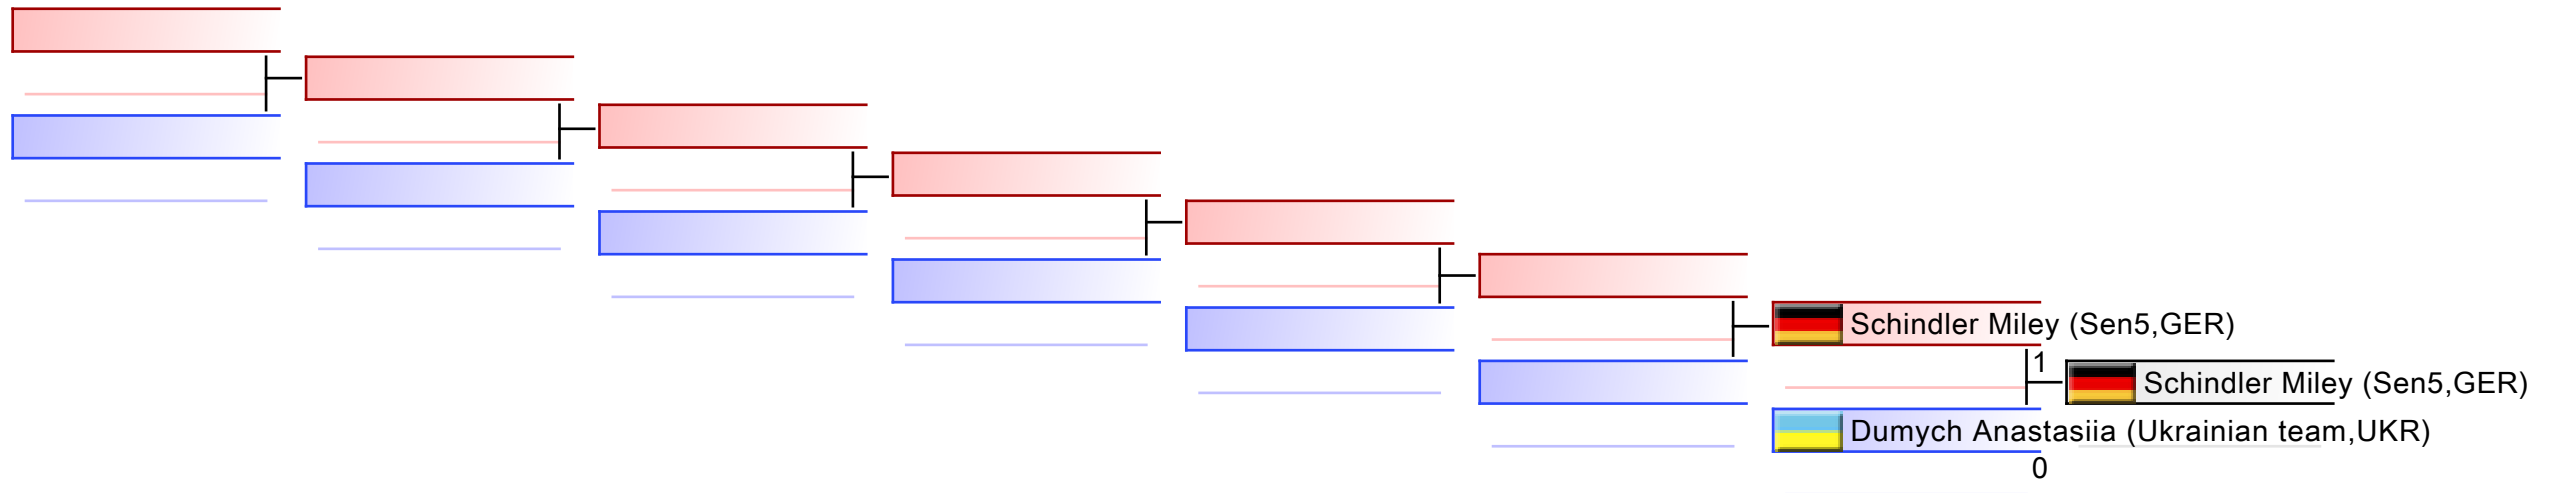 Schindler Miley (Sen5,GER)
1
Schindler Miley (Sen5,GER)
Dumych Anastasiia (Ukrainian team,UKR)
0